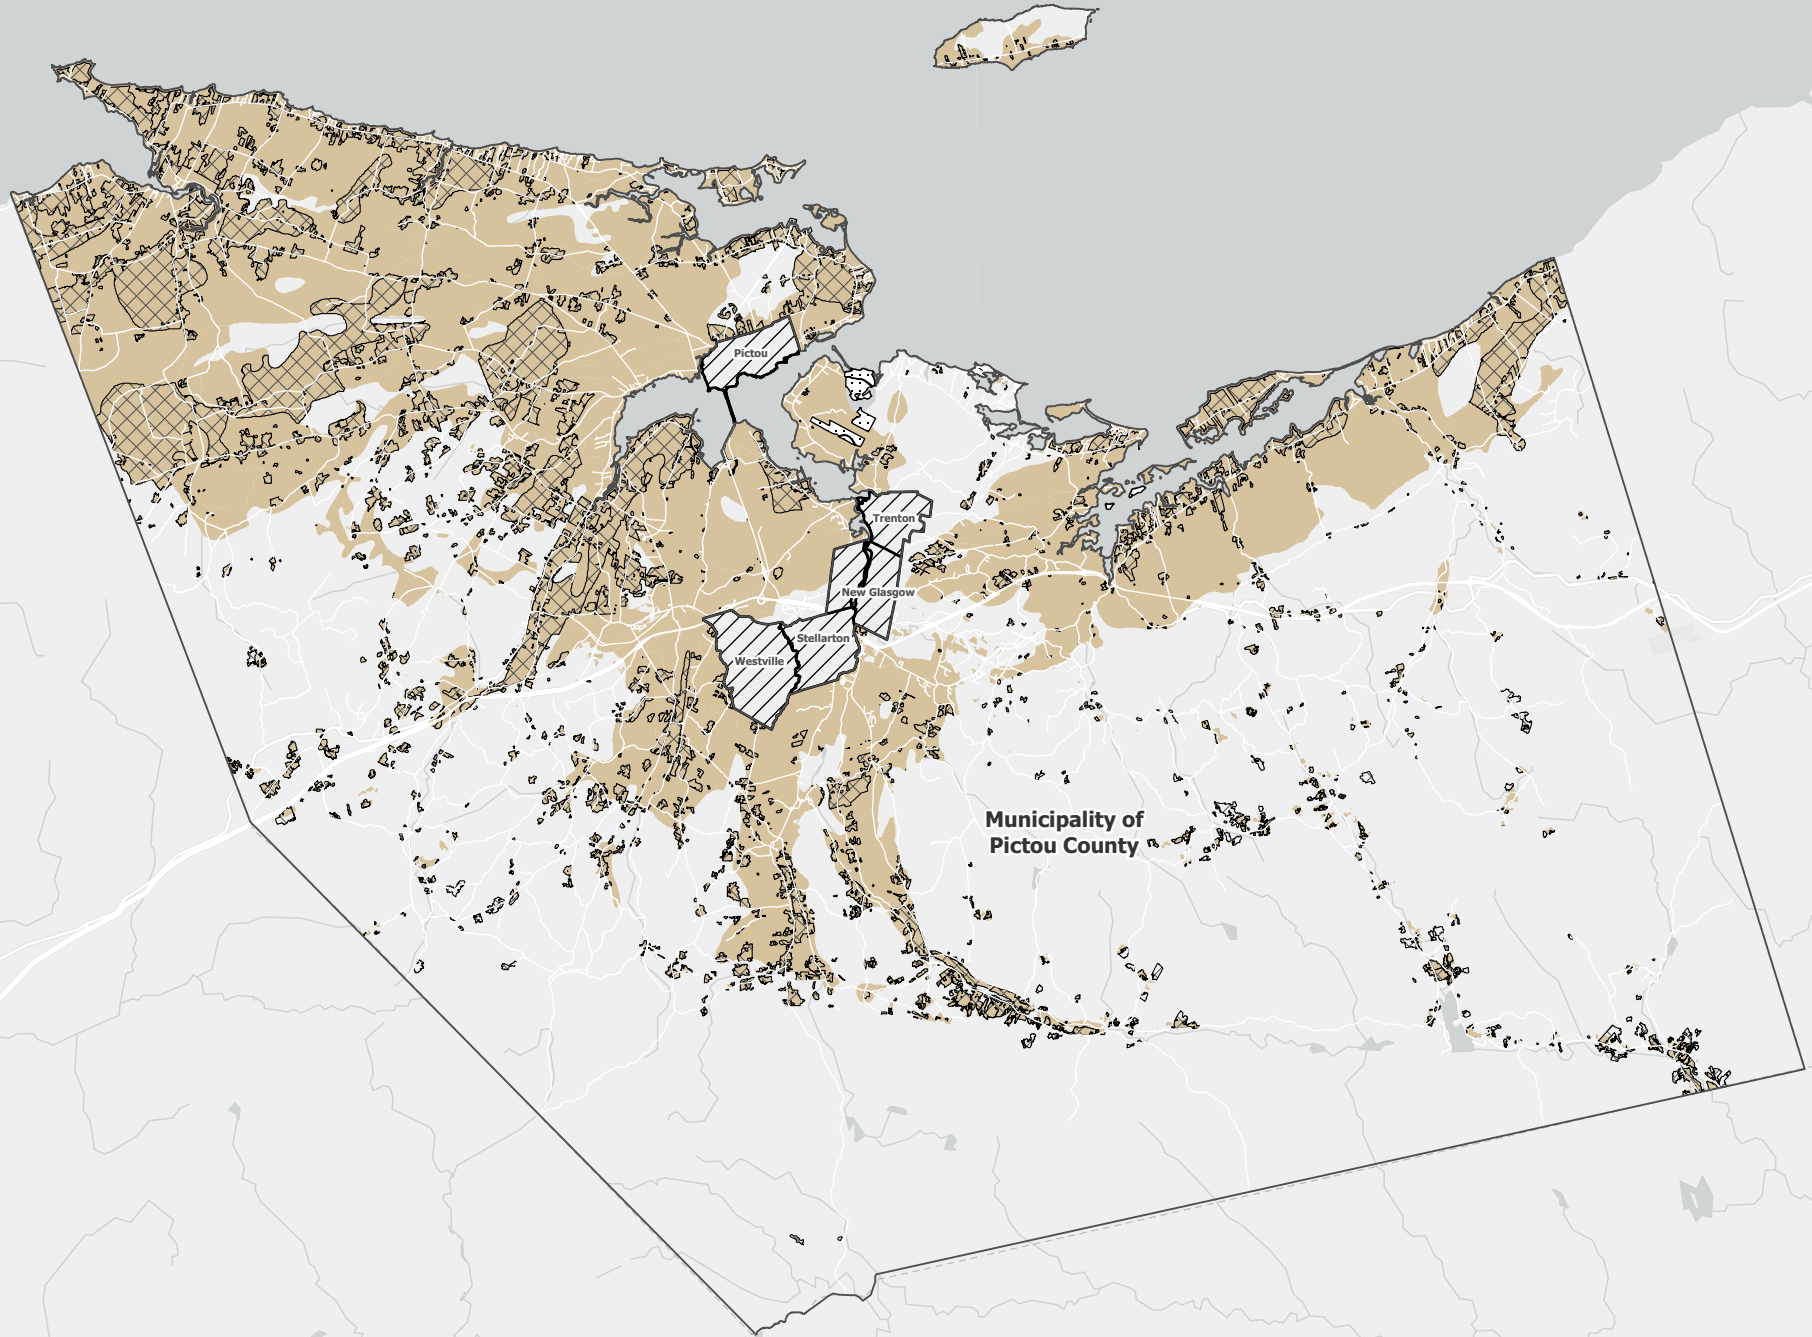 Pictou
Trenton
New Glasgow
Stellarton
Westville
Municipality of
Pictou County